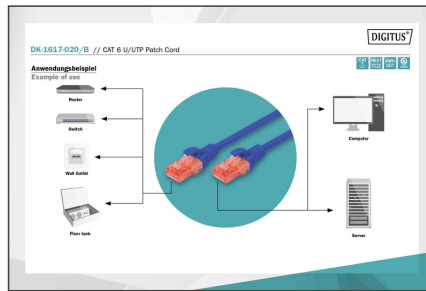 DIGITUS®
DK-1617-020/B // CAT 6 U/UTP Patch Cord
Anwendungsbeispiel
Example of use
Router
Switch
Wall Outlet
Floor tank
Computer
Server